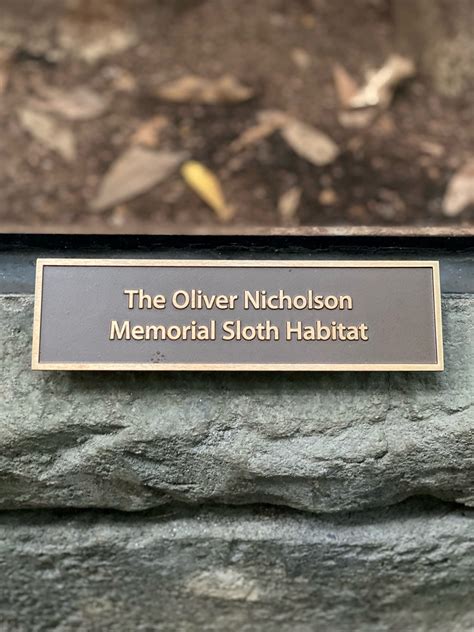 The Oliver Nicholson
Memorial Sloth Habitat